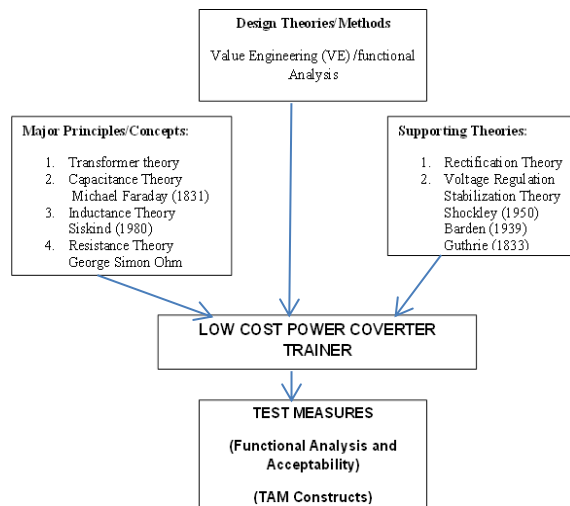 Design Theories/Methods
Value Engineering (VE) /functional
Analysis
Major Principles/Concepts:
1. Transformer theory
2. Capacitance Theory
Michael Faraday (1831)
3. Inductance Theory
Siskind (1980)
4. Resistance Theory
George Simon Ohm
Supporting Theories:
1. Rectification Theory
2. Voltage Regulation
Stabilization Theory
Shockley (1950)
Barden (1939)
Guthrie (1833)
LOW COST POWER COVERTER
TRAINER
TEST MEASURES
(Functional Analysis and
Acceptability)
(TAM Constructs)